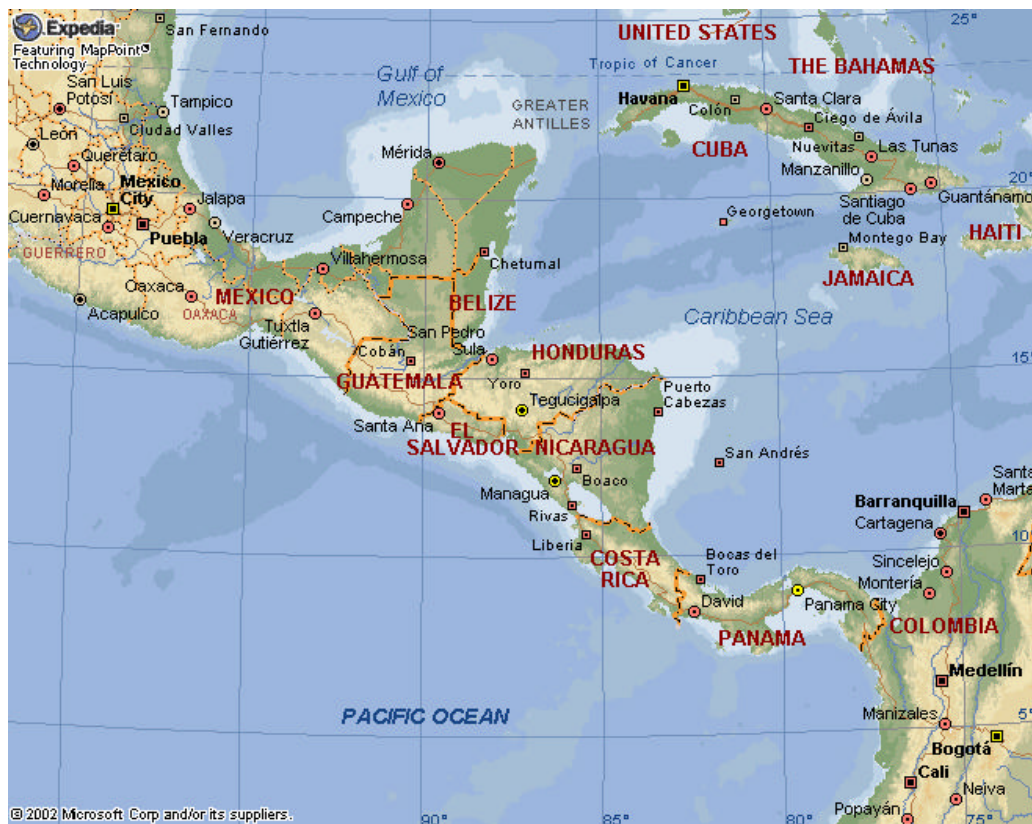 Expedia
Featuring MapPoint
Technology
San Fernando
UNITED STATES
25°
Gulf of
Mexico
Tropic of Cancer
THE BAHAMAS
San Luis
Potosí
Tampico
Ciudad Valles
León
GREATER
ANTILLES
Havana
Colón
Santa Clara
Ciego de Ávila
CUBA
Nuevitas
Las Tunas
Manzanillo
Querétaro
Mérida
Morelia
Mexico
City
Jalapa
Campeche
20°
Santiago
de Cuba
Guantánamo
Cuernavaca
Puebla
Veracruz
Georgetown
HAITI
Montego Bay
GUERRERO
Villahermosa
Chetumal
JAMAICA
Oaxaca
MEXICO
BELIZE
Acapulco
OAXACA
Tuxtla
Gutiérrez
Caribbean Sea
San Pedro
Sula
Cobán
HONDURAS
15°
GUATEMALA
Yoro
Puerto
Cabezas
Tegucigalpa
Santa Ana
EL
SALVADOR
NICARAGUA
San Andrés
Managua
Boaco
Santa
Marta
Rivas
Barranquilla
Liberia
Cartagena
10°
COSTA
RICA
Bocas del
Toro
Sincelejo
Montería
David
Panama City
PANAMA
COLOMBIA
Medellín
PACIFIC OCEAN
Manizales
5°
Bogotá
Cali
Neiva
Popayán
© 2002 Microsoft Corp and/or its suppliers.
90°
85°
80°
75°